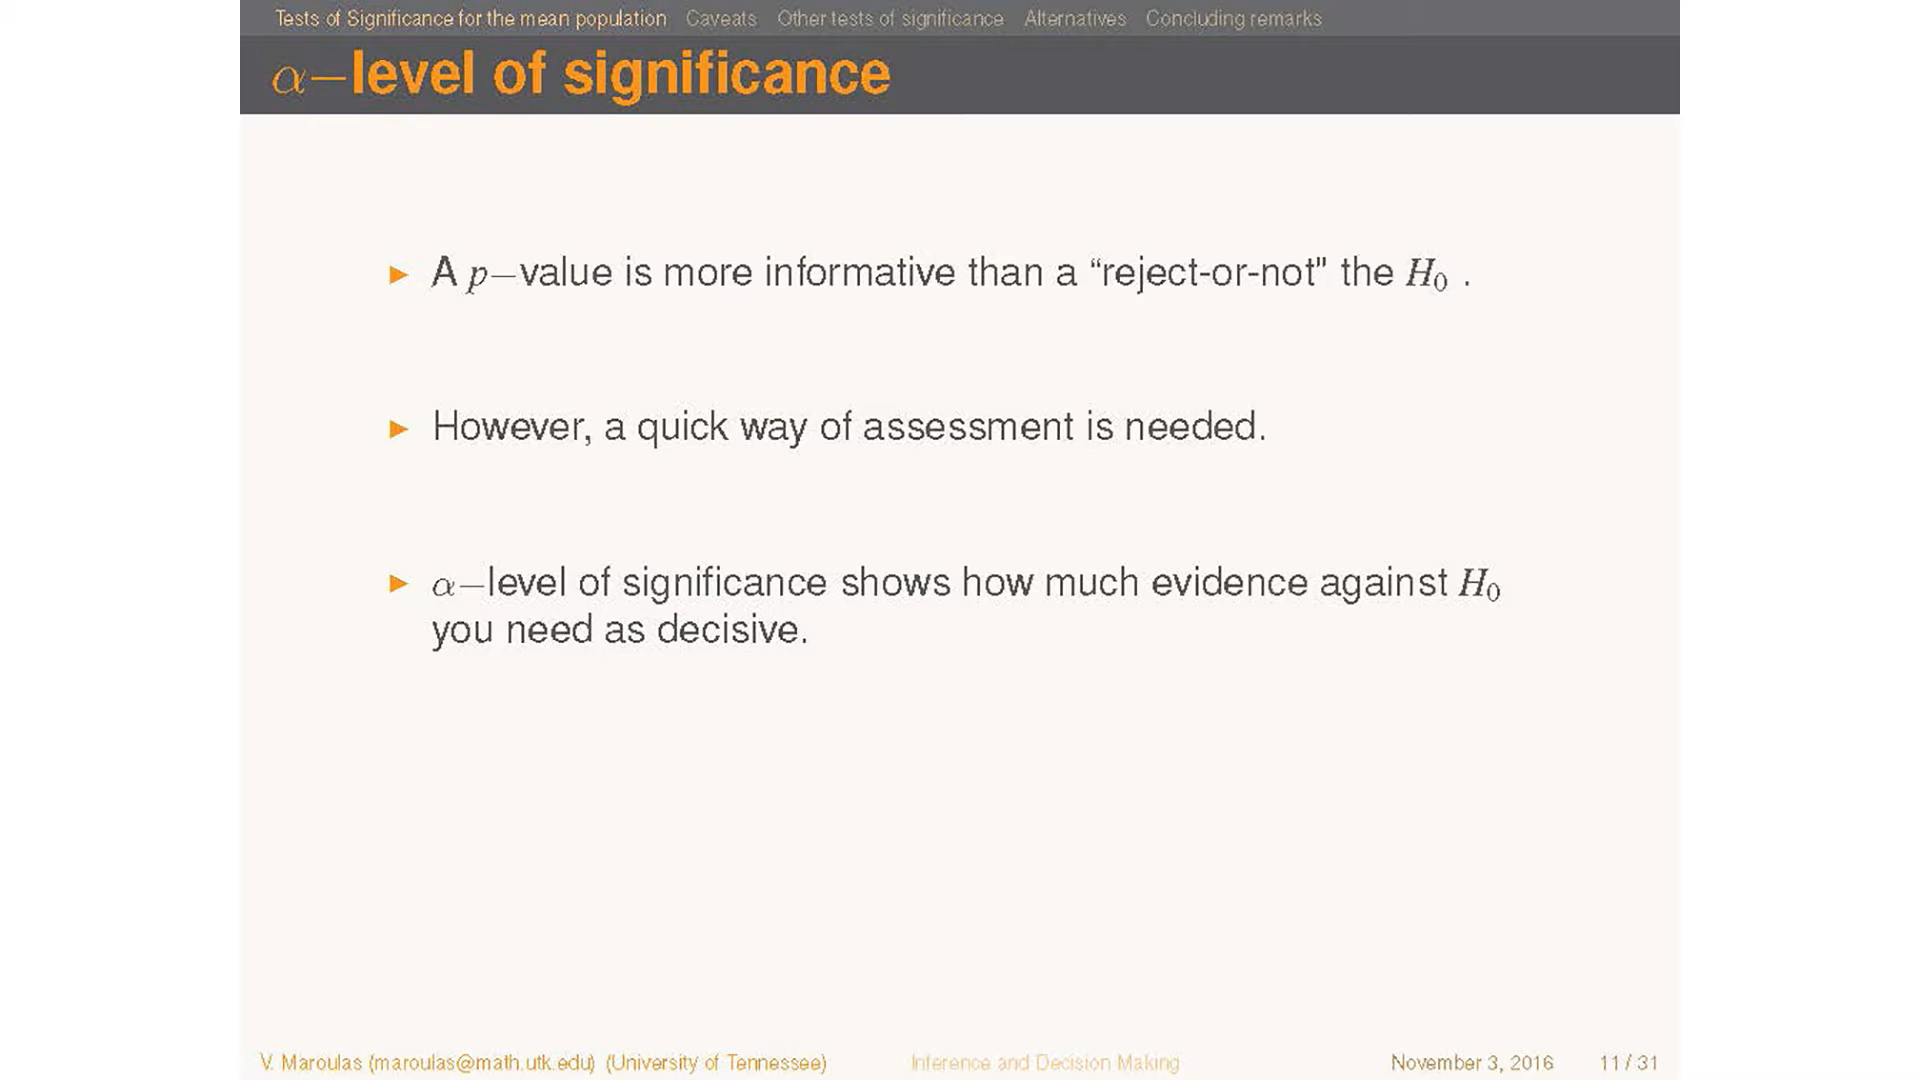 Tests of Significance for the mean population Caveats Other tests of significance Alternatives Concluding remarks
α−level of significance
▶ A p−value is more informative than a “reject-or-not” the H₀ .
▶ However, a quick way of assessment is needed.
▶ α−level of significance shows how much evidence against H₀
you need as decisive.
V. Maroulas (maroulas@math.utk.edu) (University of Tennessee) Inference and Decision Making November 3, 2016 11 / 31